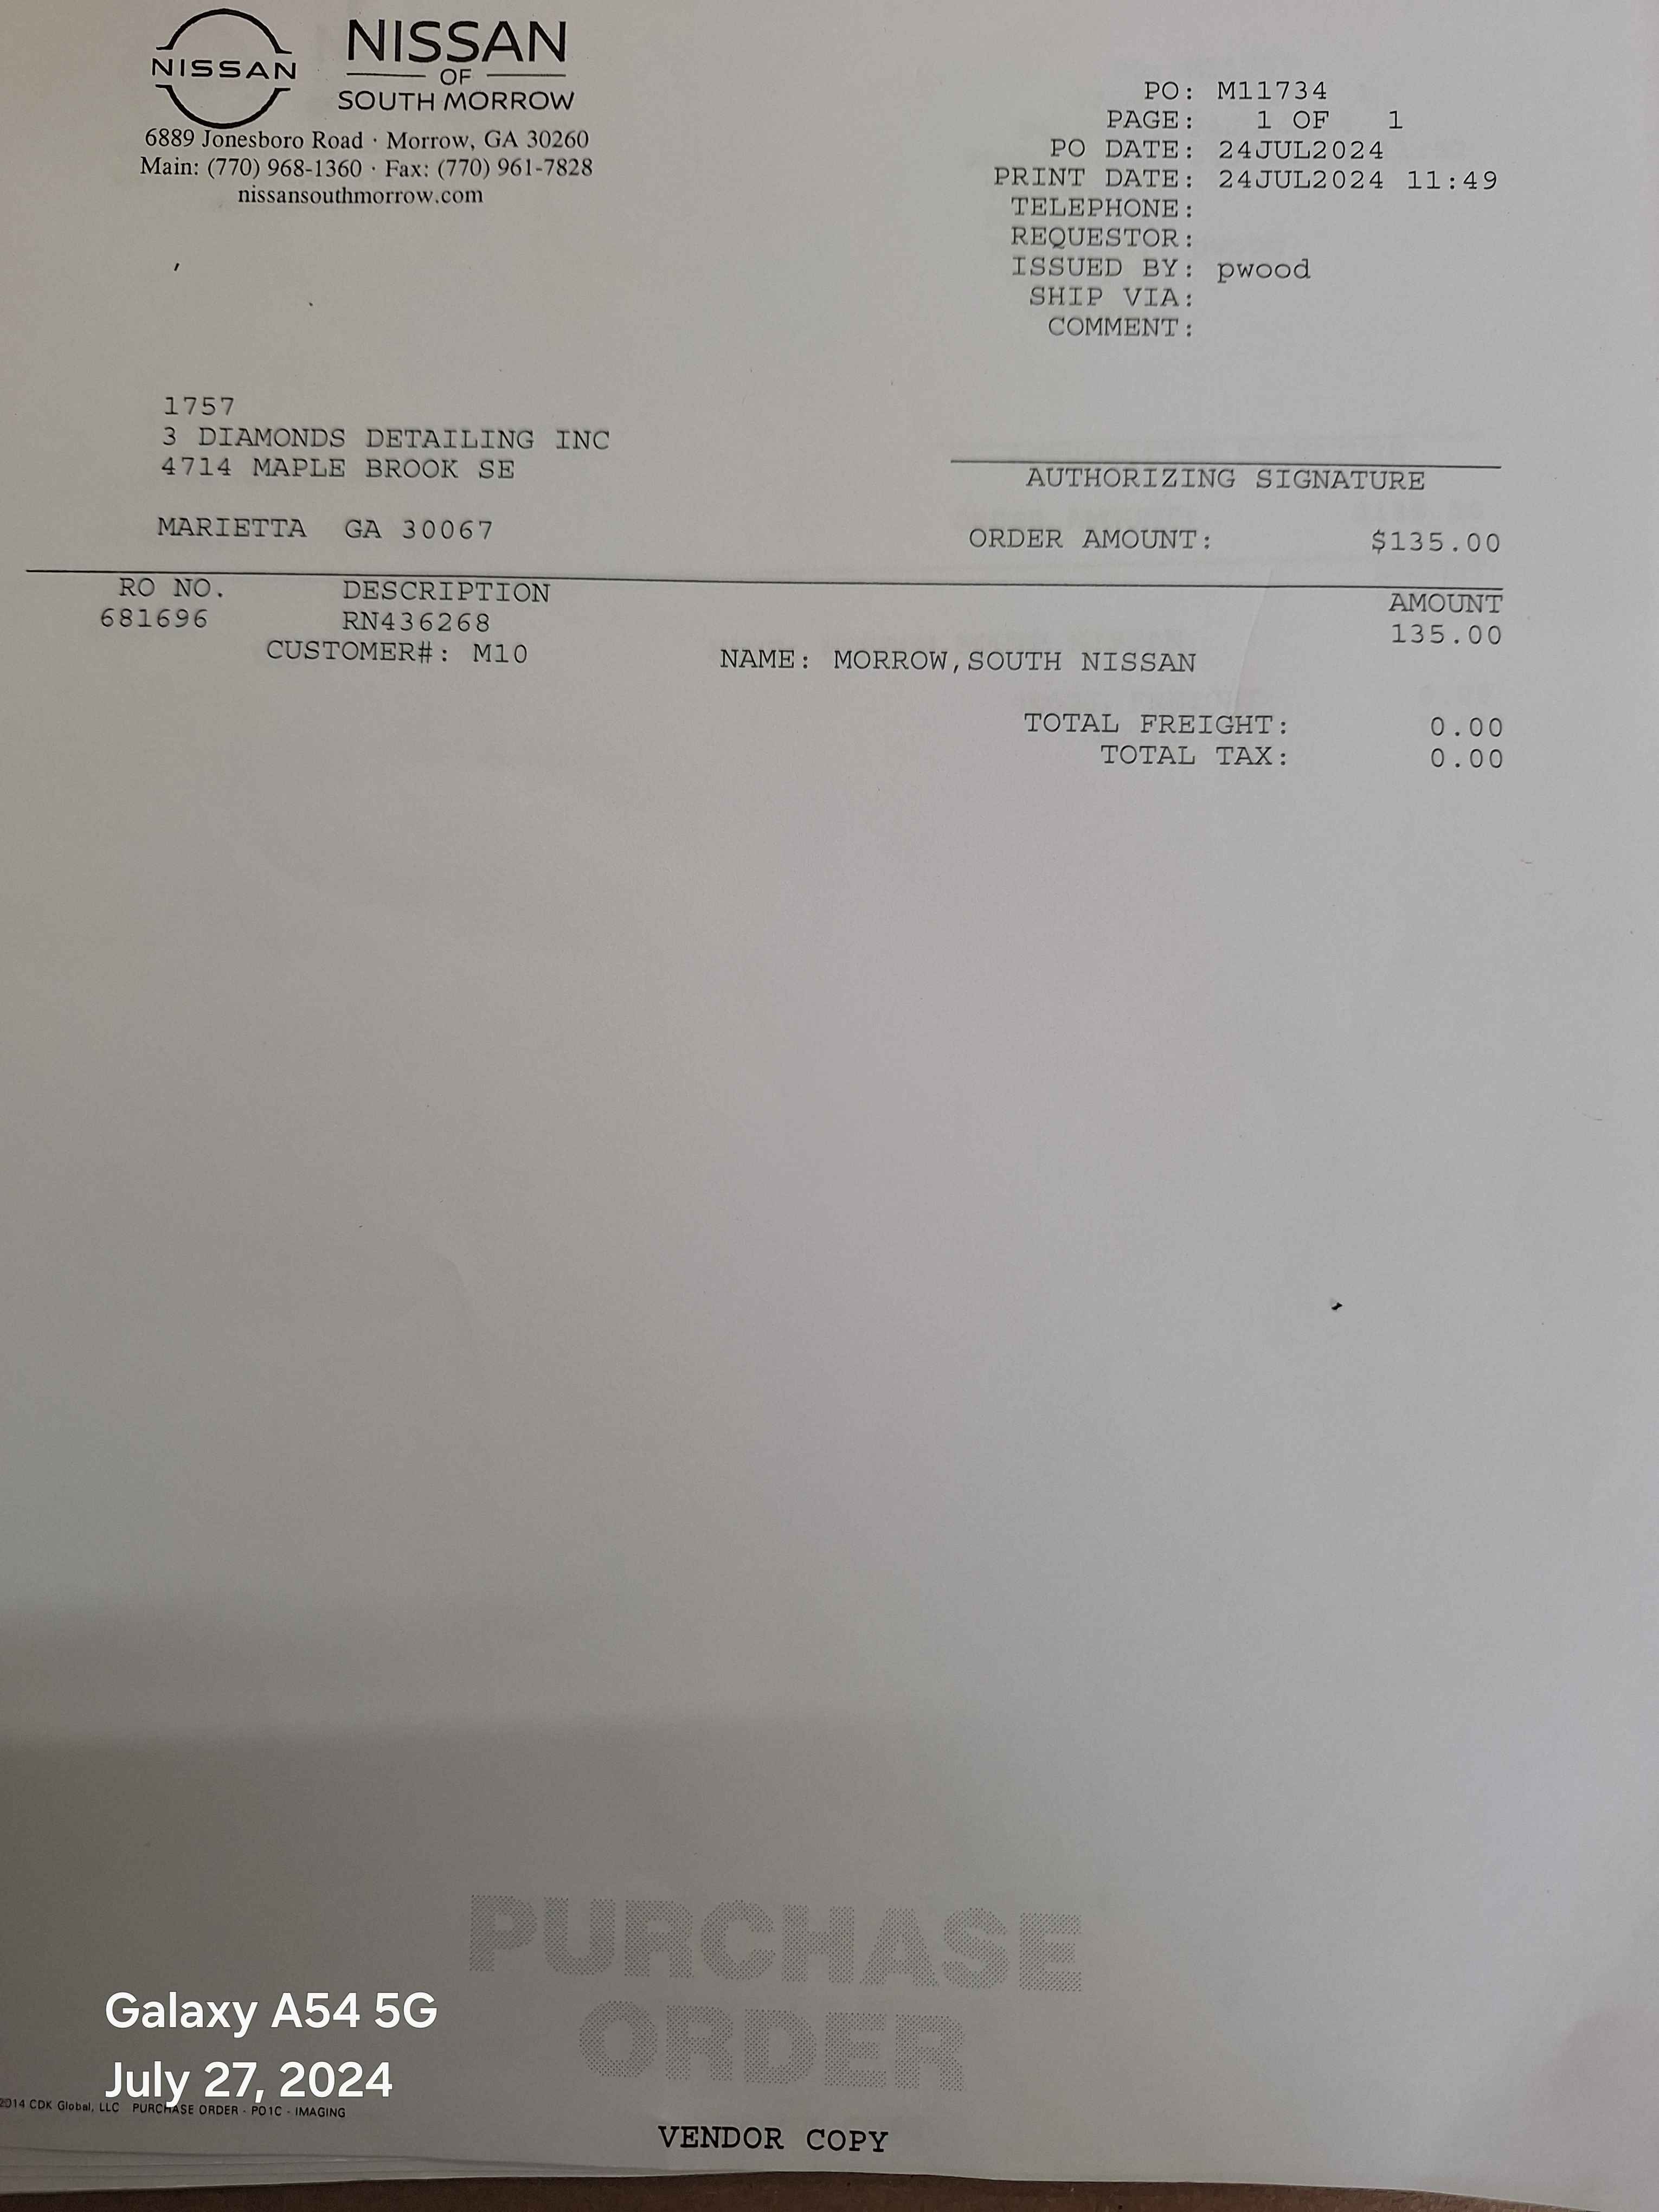 NISSAN
NISSAN
OF
SOUTH MORROW
6889 Jonesboro Road · Morrow, GA 30260
Main: (770) 968-1360 · Fax: (770) 961-7828
nissansouthmorrow.com
PO: M11734
PAGE: 1 OF 1
PO DATE: 24JUL2024
PRINT DATE: 24JUL2024 11:49
TELEPHONE:
REQUESTOR:
ISSUED BY: pwood
SHIP VIA:
COMMENT:
1757
3 DIAMONDS DETAILING INC
4714 MAPLE BROOK SE
MARIETTA GA 30067
AUTHORIZING SIGNATURE
ORDER AMOUNT: $135.00
RO NO. DESCRIPTION AMOUNT
681696 RN436268 135.00
CUSTOMER#: M10 NAME: MORROW,SOUTH NISSAN
TOTAL FREIGHT: 0.00
TOTAL TAX: 0.00
PURCHASE
ORDER
Galaxy A54 5G
July 27, 2024
2014 CDK Global, LLC PURCHASE ORDER - PO1C - IMAGING
VENDOR COPY